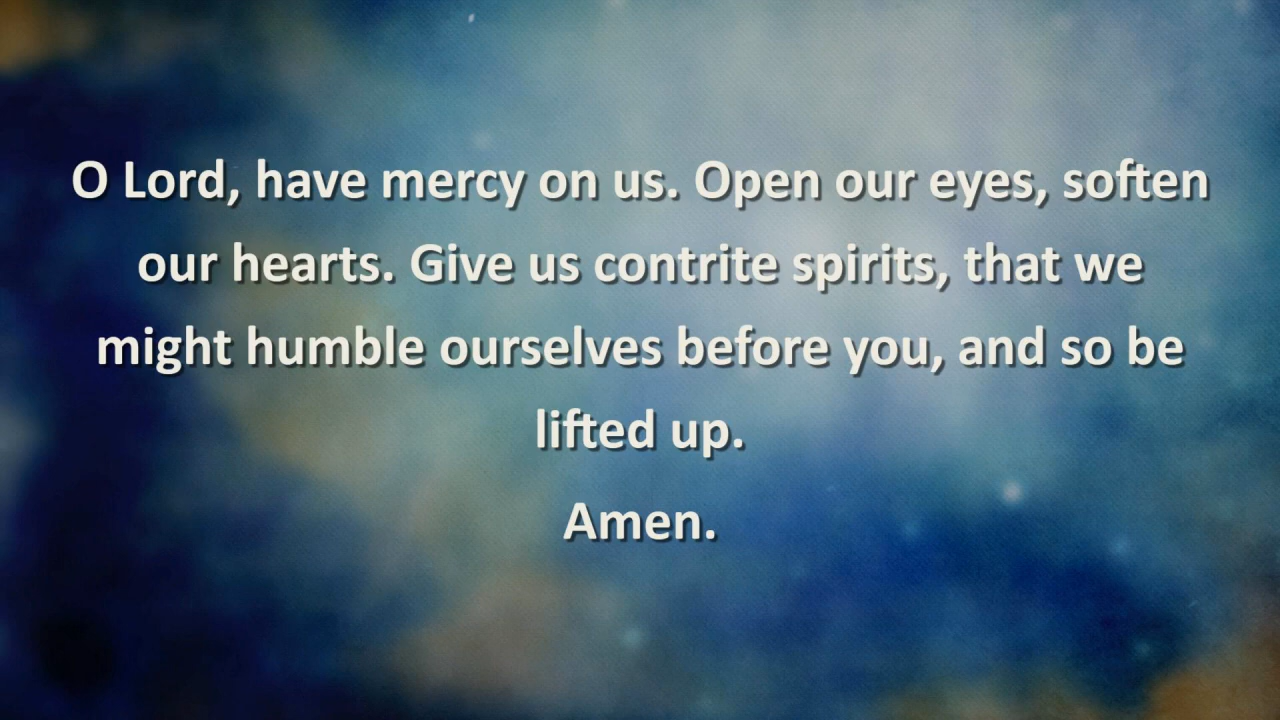 O Lord, have mercy on us. Open our eyes, soften
our hearts. Give us contrite spirits, that we
might humble ourselves before you, and so be
lifted up.
Amen.